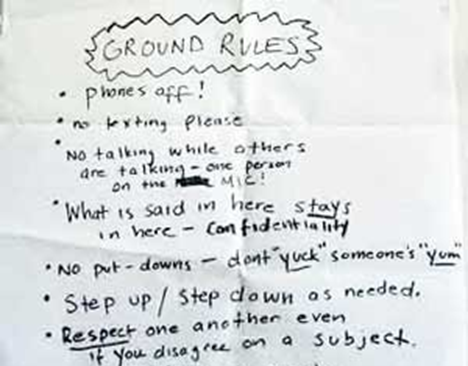 GROUND RULES
• phones off!
• no texting please
• No talking while others
are talking - one person
on the MIC!
• What is said in here stays
in here - Confidentiality
• NO put-downs - dont "yuck" someone's "yum"
• Step up / Step down as needed.
• Respect one another even
if you disagree on a subject.